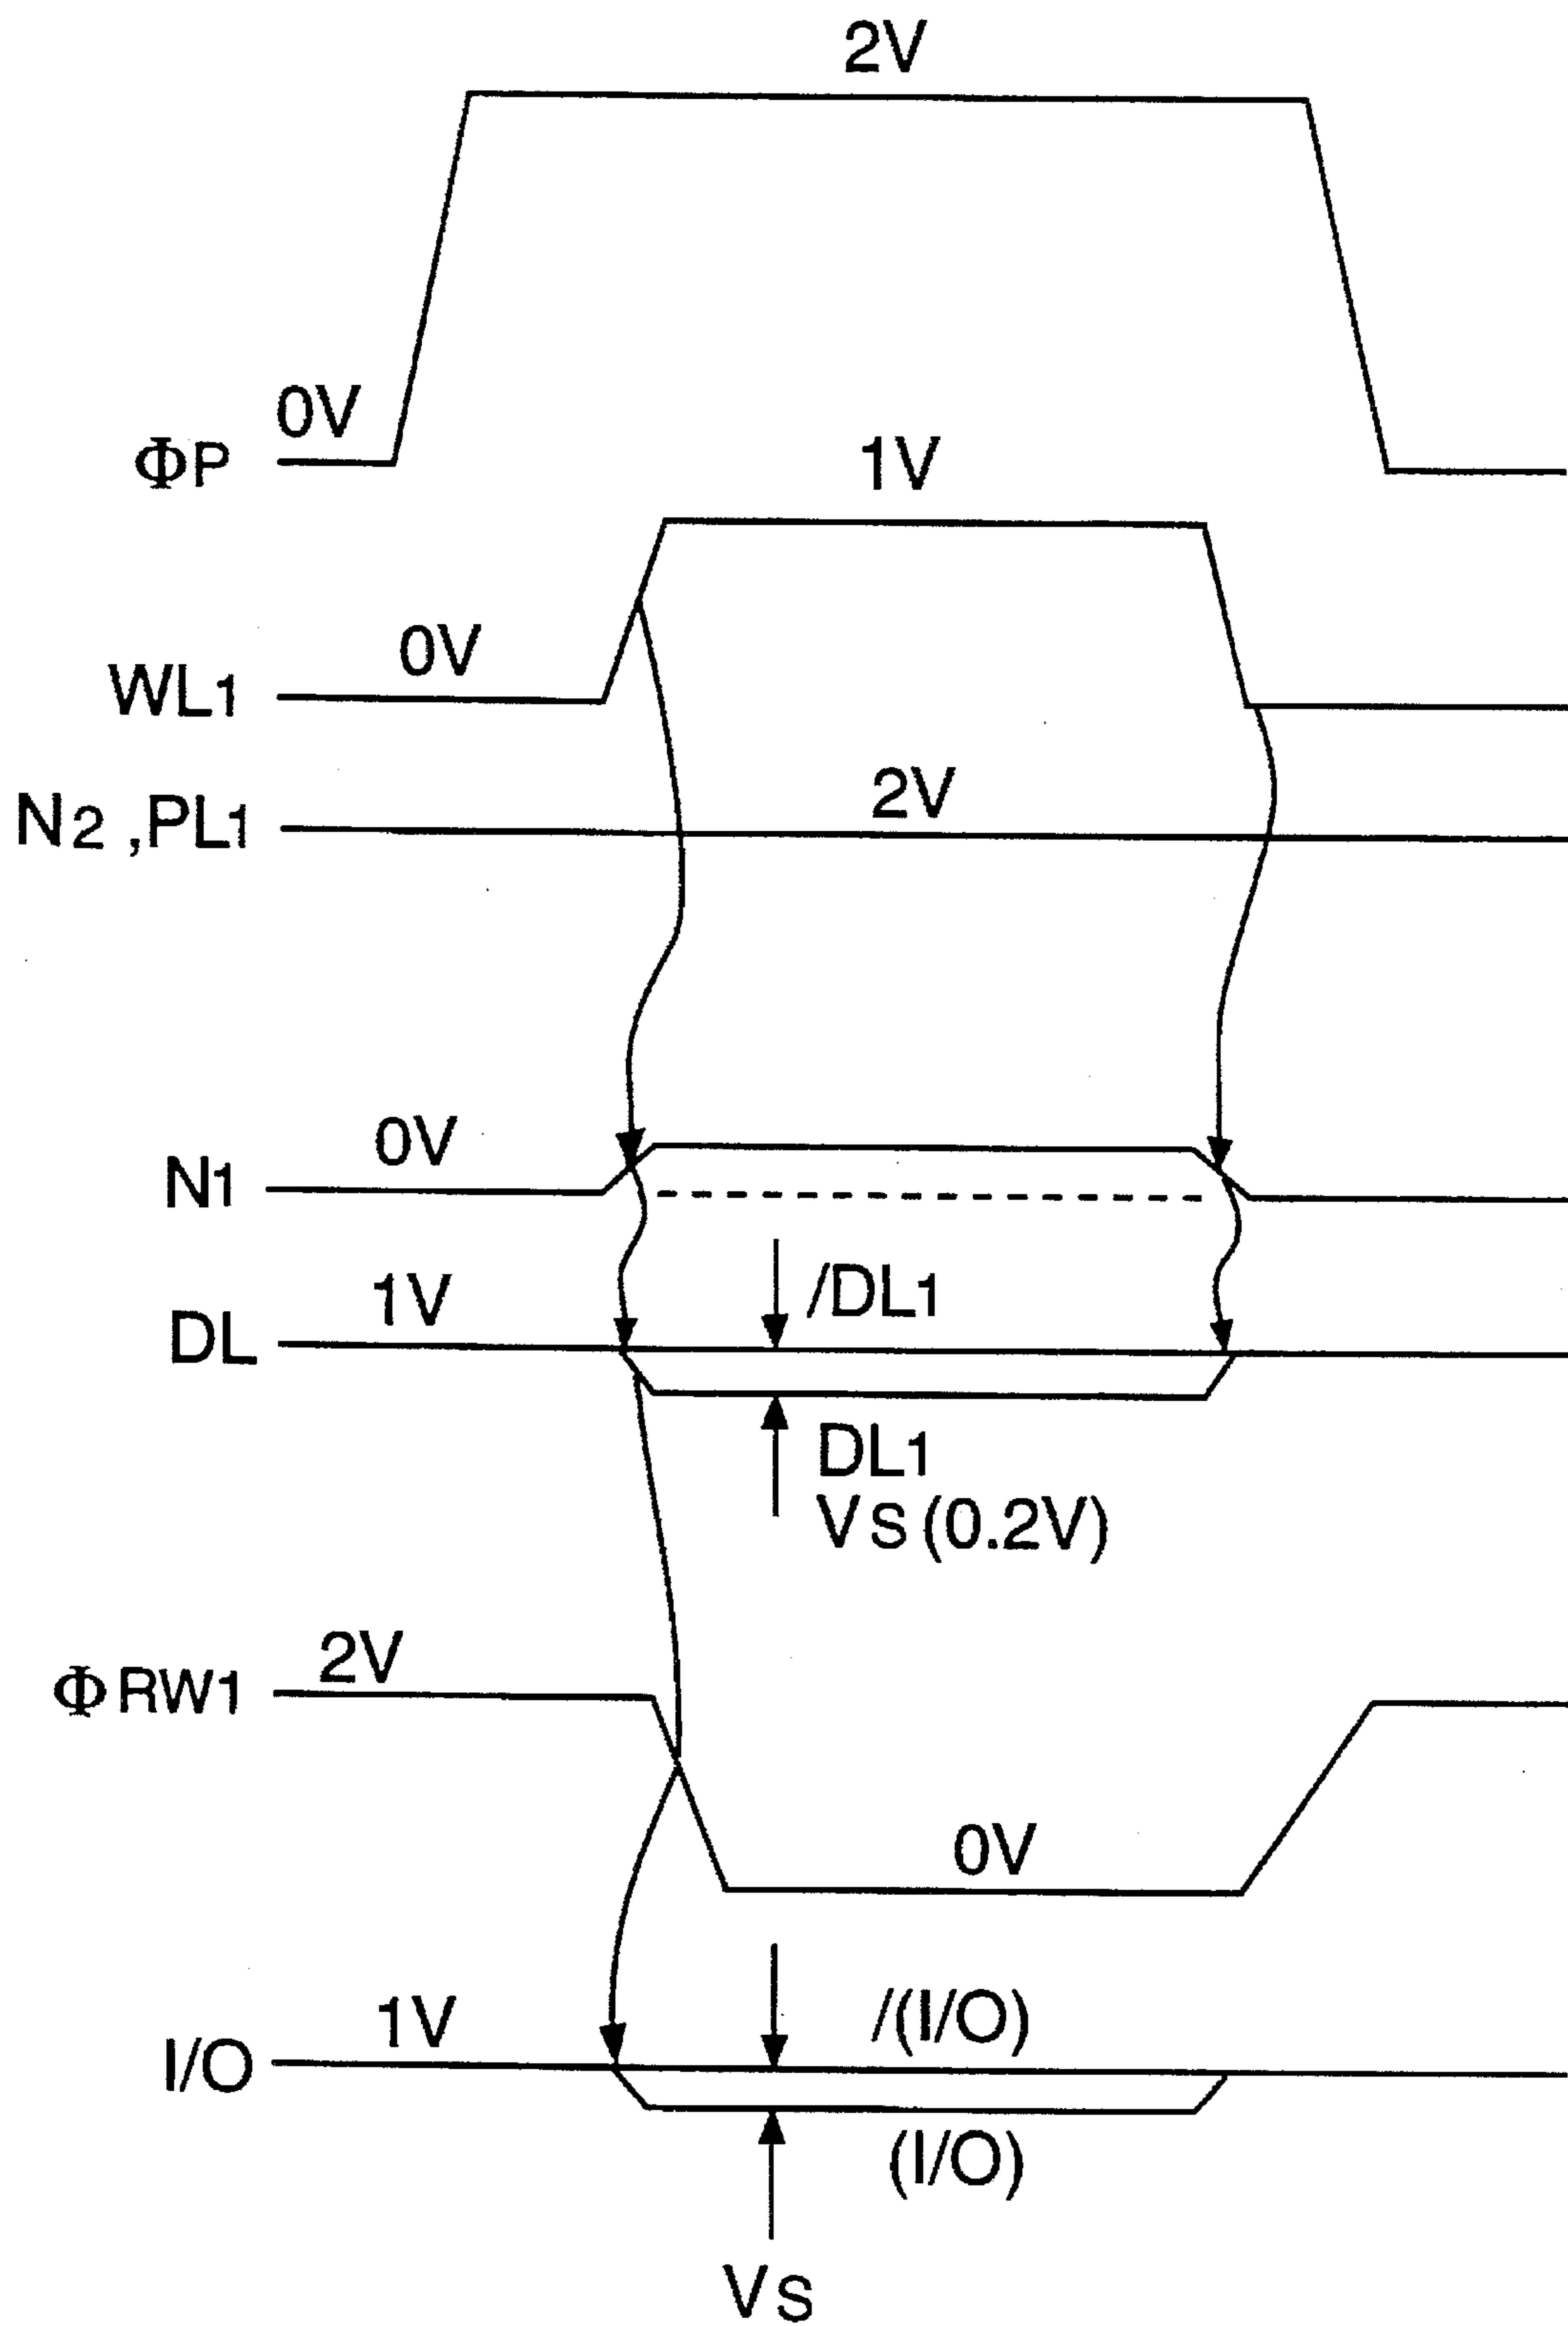 2V
0V
ΦP
1V
0V
WL1
2V
N2,PL1
0V
N1
1V
/DL1
DL
DL1
VS(0.2V)
2V
ΦRW1
0V
1V
/(I/O)
I/O
(I/O)
VS